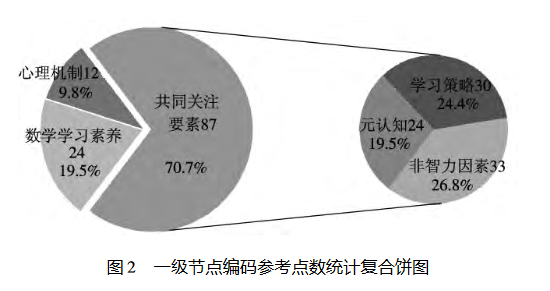 心理机制12
9.8%
数学学习素养
24
19.5%
共同关注
要素87
70.7%
学习策略30
24.4%
元认知24
19.5%
非智力因素33
26.8%
图2 一级节点编码参考点数统计复合饼图